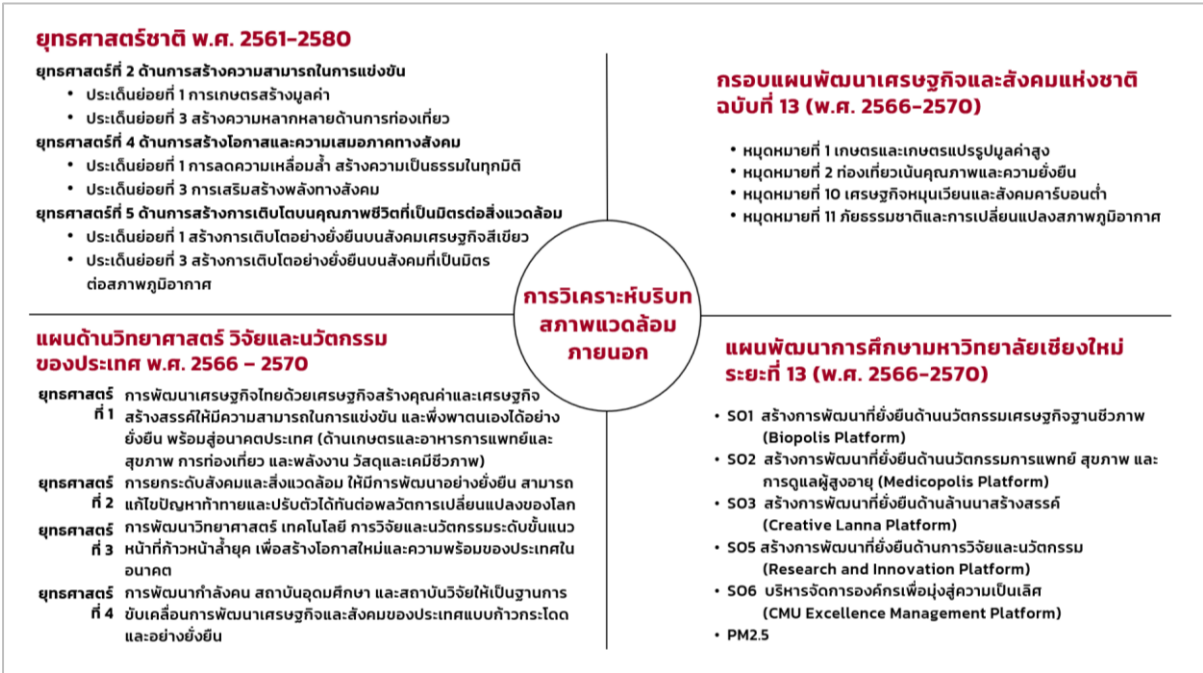 ยุทธศาสตร์ชาติ พ.ศ. 2561-2580
ยุทธศาสตร์ที่ 2 ด้านการสร้างความสามารถในการแข่งขัน
• ประเด็นย่อยที่ 1 การเกษตรสร้างมูลค่า
• ประเด็นย่อยที่ 3 สร้างความหลากหลายด้านการท่องเที่ยว
ยุทธศาสตร์ที่ 4 ด้านการสร้างโอกาสและความเสมอภาคทางสังคม
• ประเด็นย่อยที่ 1 การลดความเหลื่อมล้ำ สร้างความเป็นธรรมในทุกมิติ
• ประเด็นย่อยที่ 3 การเสริมสร้างพลังทางสังคม
ยุทธศาสตร์ที่ 5 ด้านการสร้างการเติบโตบนคุณภาพชีวิตที่เป็นมิตรต่อสิ่งแวดล้อม
• ประเด็นย่อยที่ 1 สร้างการเติบโตอย่างยั่งยืนบนสังคมเศรษฐกิจสีเขียว
• ประเด็นย่อยที่ 3 สร้างการเติบโตอย่างยั่งยืนบนสังคมที่เป็นมิตร
ต่อสภาพภูมิอากาศ
กรอบแผนพัฒนาเศรษฐกิจและสังคมแห่งชาติ
ฉบับที่ 13 (พ.ศ. 2566-2570)
• หมุดหมายที่ 1 เกษตรและเกษตรแปรรูปมูลค่าสูง
• หมุดหมายที่ 2 ท่องเที่ยวเน้นคุณภาพและความยั่งยืน
• หมุดหมายที่ 10 เศรษฐกิจหมุนเวียนและสังคมคาร์บอนต่ำ
• หมุดหมายที่ 11 ภัยธรรมชาติและการเปลี่ยนแปลงสภาพภูมิอากาศ
การวิเคราะห์บริบท
สภาพแวดล้อม
ภายนอก
แผนด้านวิทยาศาสตร์ วิจัยและนวัตกรรม
ของประเทศ พ.ศ. 2566 – 2570
ยุทธศาสตร์ การพัฒนาเศรษฐกิจไทยด้วยเศรษฐกิจสร้างคุณค่าและเศรษฐกิจ
ที่ 1 สร้างสรรค์ให้มีความสามารถในการแข่งขัน และพึ่งพาตนเองได้อย่าง
ยั่งยืน พร้อมสู่อนาคตประเทศ (ด้านเกษตรและอาหารการแพทย์และ
สุขภาพ การท่องเที่ยว และพลังงาน วัสดุและเคมีชีวภาพ)
ยุทธศาสตร์ การยกระดับสังคมและสิ่งแวดล้อม ให้มีการพัฒนาอย่างยั่งยืน สามารถ
ที่ 2 แก้ไขปัญหาท้าทายและปรับตัวได้ทันต่อพลวัตการเปลี่ยนแปลงของโลก
ยุทธศาสตร์ การพัฒนาวิทยาศาสตร์ เทคโนโลยี การวิจัยและนวัตกรรมระดับขั้นแนว
ที่ 3 หน้าที่ก้าวหน้าล้ำยุค เพื่อสร้างโอกาสใหม่และความพร้อมของประเทศใน
อนาคต
ยุทธศาสตร์ การพัฒนากำลังคน สถาบันอุดมศึกษา และสถาบันวิจัยให้เป็นฐานการ
ที่ 4 ขับเคลื่อนการพัฒนาเศรษฐกิจและสังคมของประเทศแบบก้าวกระโดด
และอย่างยั่งยืน
แผนพัฒนาการศึกษามหาวิทยาลัยเชียงใหม่
ระยะที่ 13 (พ.ศ. 2566-2570)
• SO1 สร้างการพัฒนาที่ยั่งยืนด้านนวัตกรรมเศรษฐกิจฐานชีวภาพ
(Biopolis Platform)
• SO2 สร้างการพัฒนาที่ยั่งยืนด้านนวัตกรรมการแพทย์ สุขภาพ และ
การดูแลผู้สูงอายุ (Medicopolis Platform)
• SO3 สร้างการพัฒนาที่ยั่งยืนด้านล้านนาสร้างสรรค์
(Creative Lanna Platform)
• SO5 สร้างการพัฒนาที่ยั่งยืนด้านการวิจัยและนวัตกรรม
(Research and Innovation Platform)
• SO6 บริหารจัดการองค์กรเพื่อมุ่งสู่ความเป็นเลิศ
(CMU Excellence Management Platform)
• PM2.5